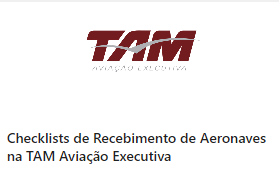 TAM
AVIAÇÃO EXECUTIVA
Checklists de Recebimento de Aeronaves
na TAM Aviação Executiva